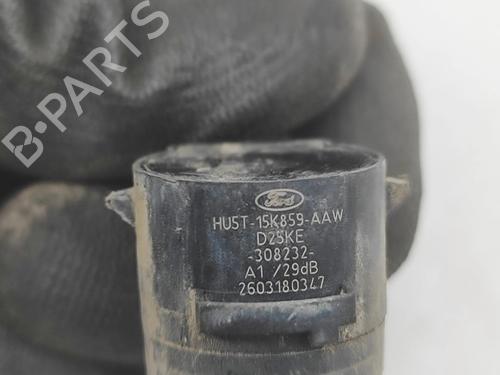 B-PARTS
Ford
HU5T-15K859-AAW
D25KE
-308232-
A1 /29dB
2603180347